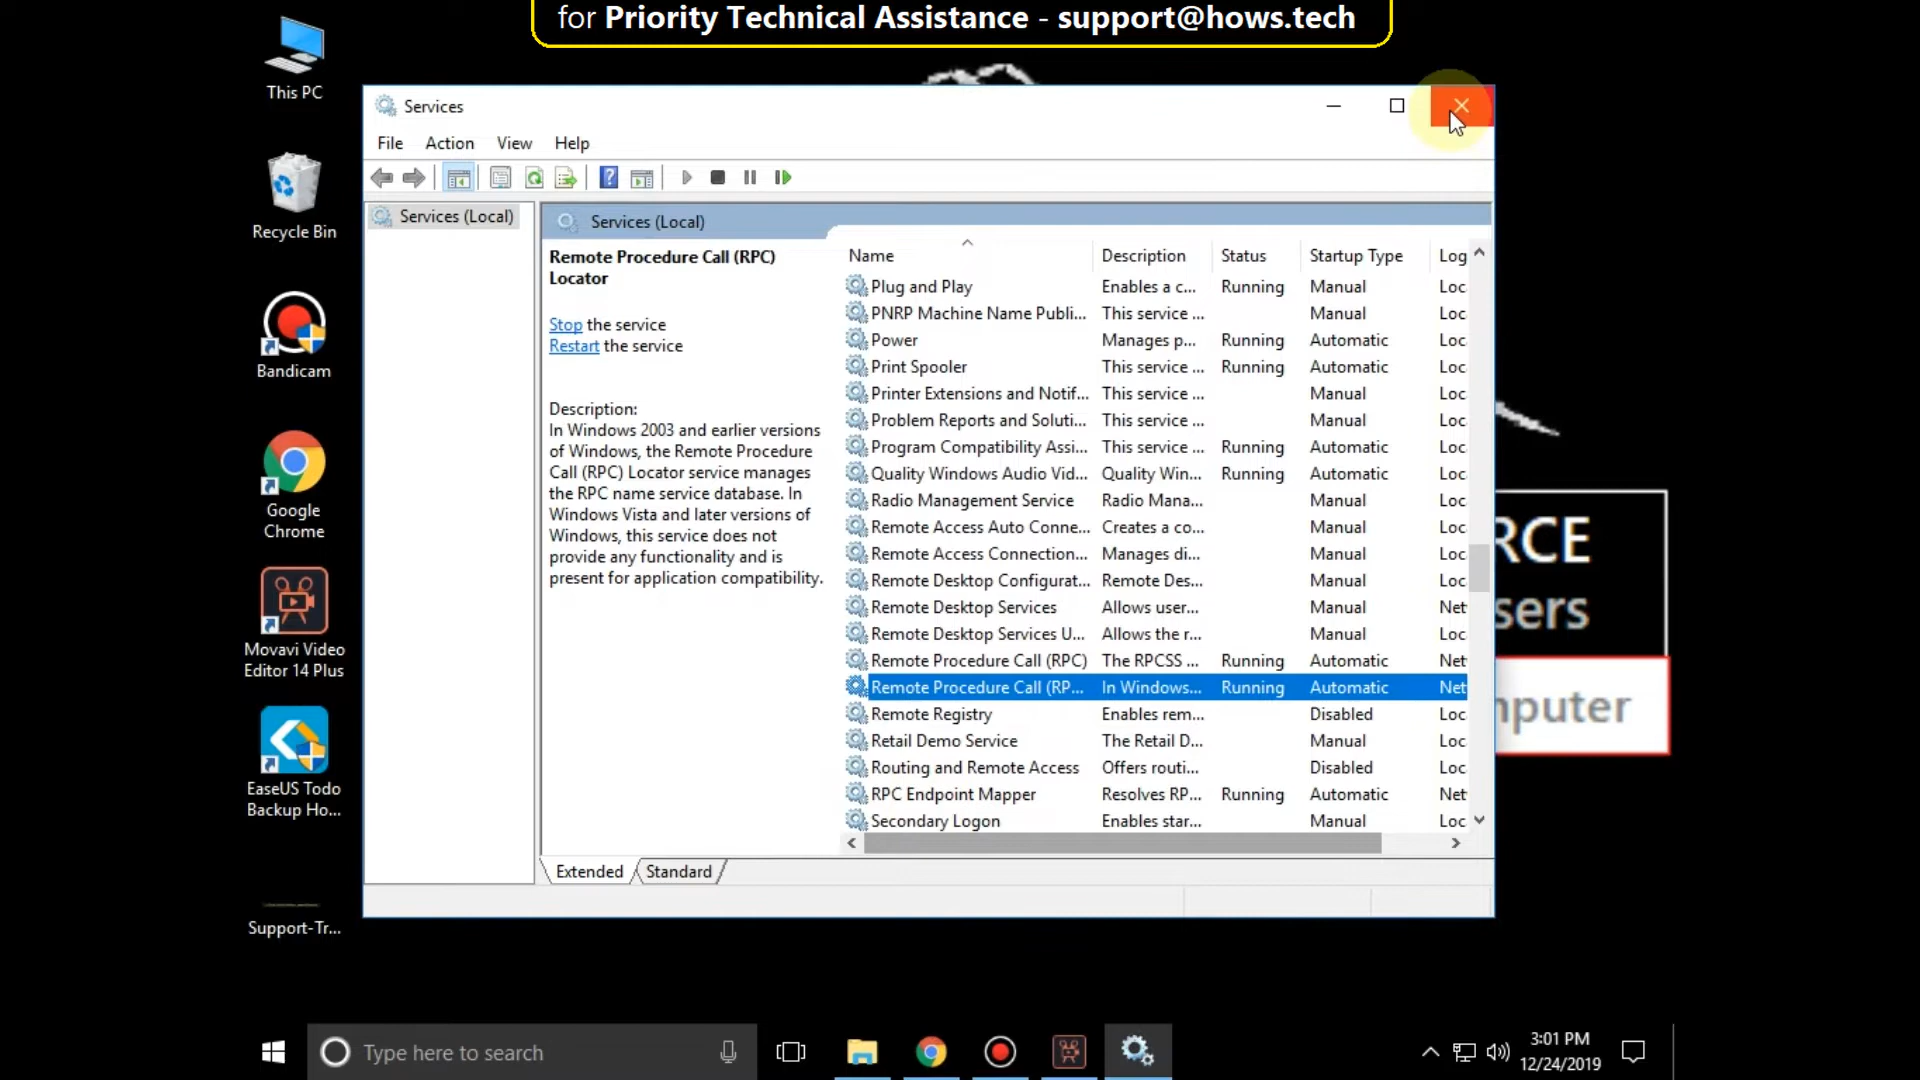 for Priority Technical Assistance - support@hows.tech
This PC
Recycle Bin
Bandicam
Google
Chrome
Movavi Video
Editor 14 Plus
EaseUS Todo
Backup Ho...
Support-Tr...
Services
File Action View Help
Services (Local)
Services (Local)
Remote Procedure Call (RPC)
Locator
Stop the service
Restart the service
Description:
In Windows 2003 and earlier versions
of Windows, the Remote Procedure
Call (RPC) Locator service manages
the RPC name service database. In
Windows Vista and later versions of
Windows, this service does not
provide any functionality and is
present for application compatibility.
Name Description Status Startup Type Log
Plug and Play Enables a c... Running Manual Loc
PNRP Machine Name Publi... This service ... Manual Loc
Power Manages p... Running Automatic Loc
Print Spooler This service ... Running Automatic Loc
Printer Extensions and Notif... This service ... Manual Loc
Problem Reports and Soluti... This service ... Manual Loc
Program Compatibility Assi... This service ... Running Automatic Loc
Quality Windows Audio Vid... Quality Win... Running Automatic Loc
Radio Management Service Radio Mana... Manual Loc
Remote Access Auto Conne... Creates a co... Manual Loc
Remote Access Connection... Manages di... Manual Loc
Remote Desktop Configurat... Remote Des... Manual Loc
Remote Desktop Services Allows user... Manual Net
Remote Desktop Services U... Allows the r... Manual Loc
Remote Procedure Call (RPC) The RPCSS ... Running Automatic Net
Remote Procedure Call (RP... In Windows... Running Automatic Net
Remote Registry Enables rem... Disabled Loc
Retail Demo Service The Retail D... Manual Loc
Routing and Remote Access Offers routi... Disabled Loc
RPC Endpoint Mapper Resolves RP... Running Automatic Net
Secondary Logon Enables star... Manual Loc
Extended Standard
RCE
sers
mputer
Type here to search
3:01 PM
12/24/2019